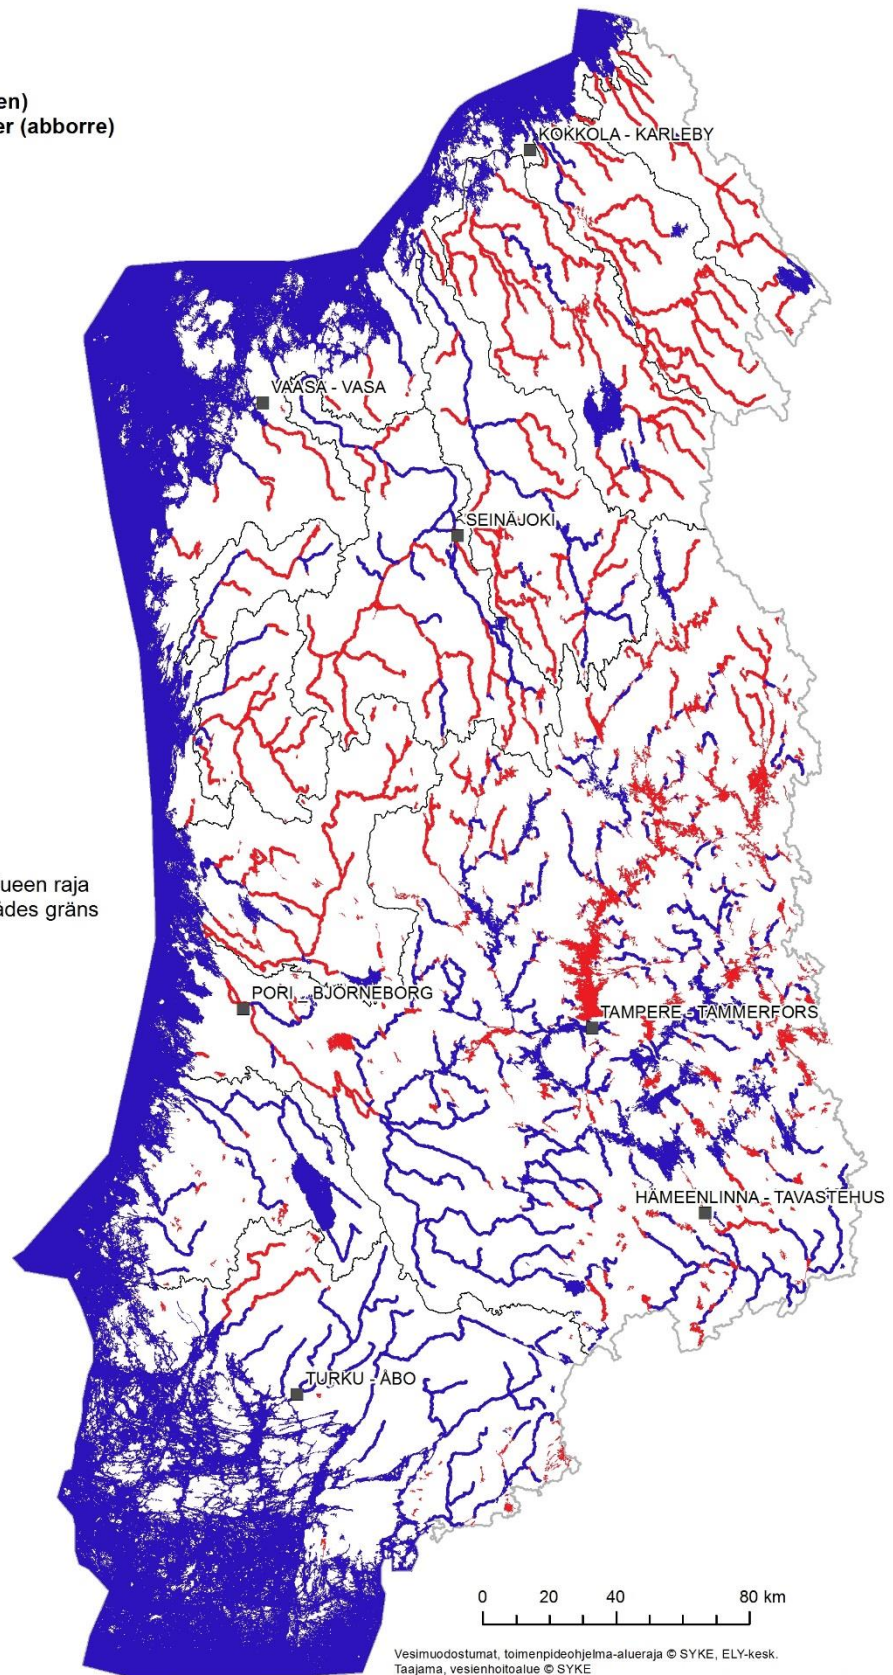 en)
er (abborre)
KOKKOLA - KARLEBY
VAASA - VASA
SEINÄJOKI
ueen raja
ådes gräns
PORI - BJÖRNEBORG
TAMPERE - TAMMERFORS
HÄMEENLINNA - TAVASTEHUS
TURKU - ÅBO
0 20 40 80 km
Vesimuodostumat, toimenpideohjelma-alueraja © SYKE, ELY-kesk.
Taajama, vesienhoitoalue © SYKE